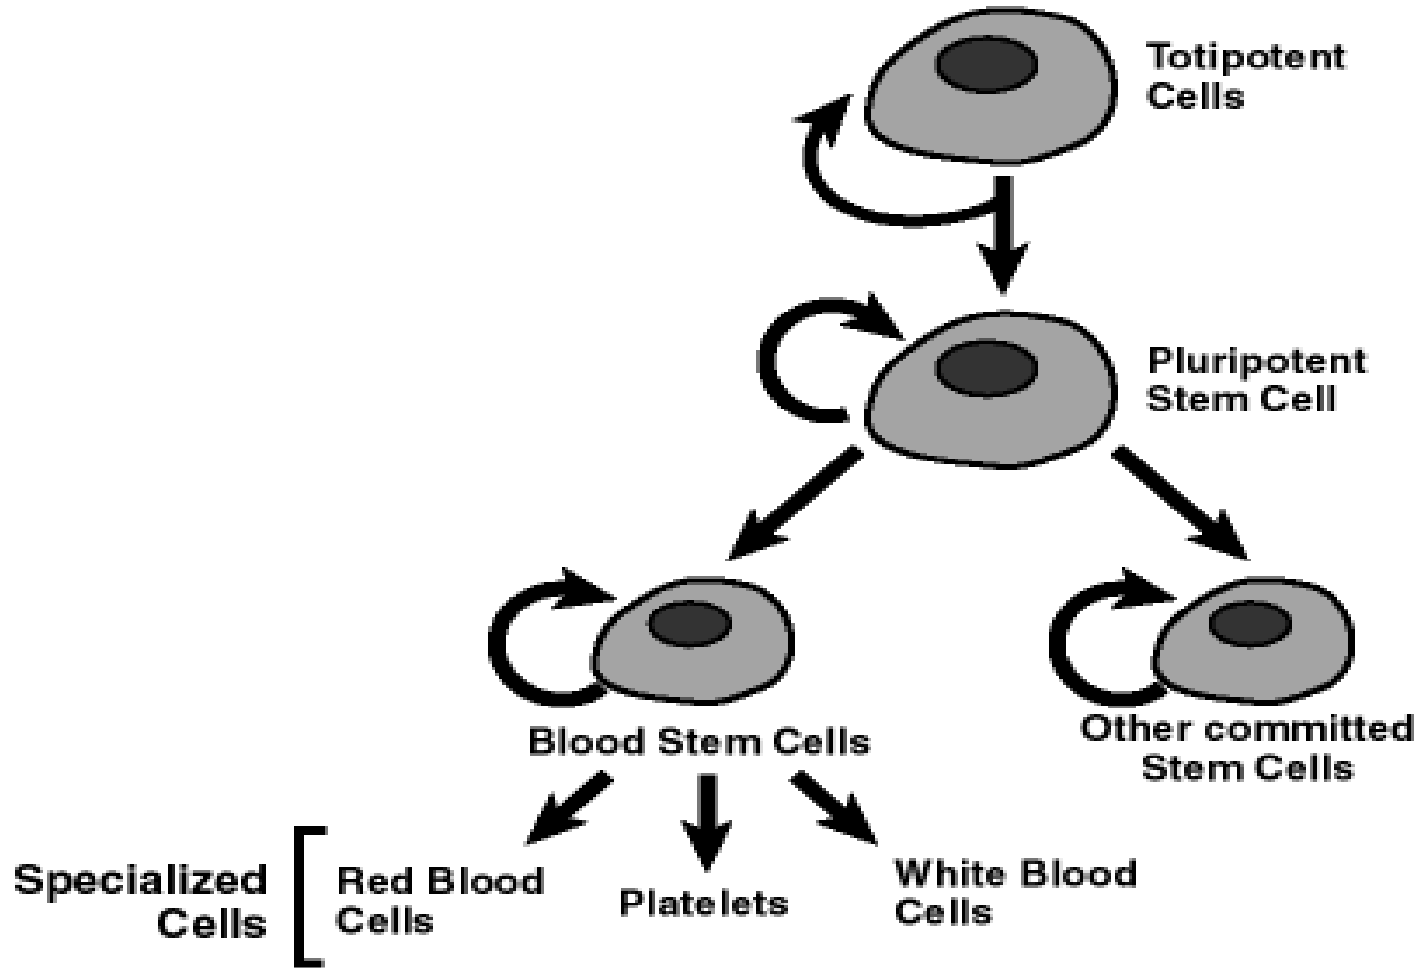 Totipotent
Cells
Pluripotent
Stem Cell
Blood Stem Cells
Other committed
Stem Cells
Specialized
Cells
Red Blood
Cells
Platelets
White Blood
Cells